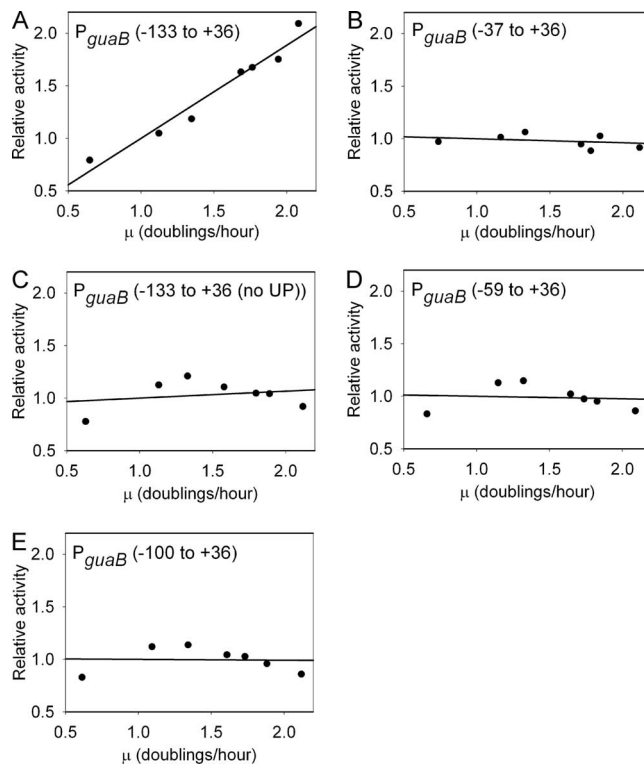 A
P guaB (-133 to +36)
Relative activity
2.0
1.5
1.0
0.5
0.5 1.0 1.5 2.0
μ (doublings/hour)
B
P guaB (-37 to +36)
Relative activity
2.0
1.5
1.0
0.5
0.5 1.0 1.5 2.0
μ (doublings/hour)
C
P guaB (-133 to +36 (no UP))
Relative activity
2.0
1.5
1.0
0.5
0.5 1.0 1.5 2.0
μ (doublings/hour)
D
P guaB (-59 to +36)
Relative activity
2.0
1.5
1.0
0.5
0.5 1.0 1.5 2.0
μ (doublings/hour)
E
P guaB (-100 to +36)
Relative activity
2.0
1.5
1.0
0.5
0.5 1.0 1.5 2.0
μ (doublings/hour)